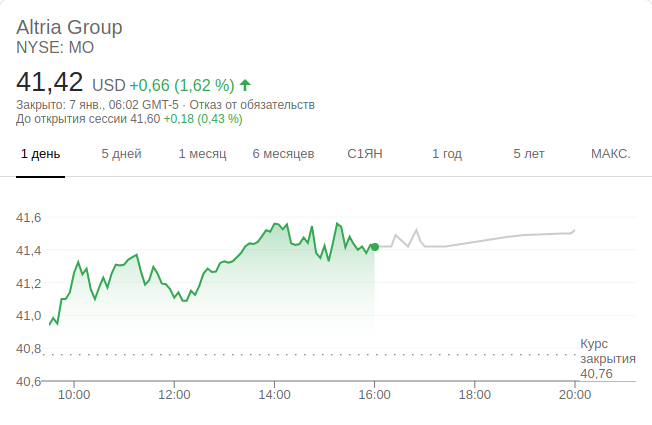 Altria Group
NYSE: MO
41,42 USD +0,66 (1,62 %)
Закрыто: 7 янв., 06:02 GMT-5 · Отказ от обязательств
До открытия сессии 41,60 +0,18 (0,43 %)
1 день 5 дней 1 месяц 6 месяцев С1ЯН 1 год 5 лет МАКС.
41,6
41,4
41,2
41,0
40,8
40,6
Курс
закрытия
40,76
10:00 12:00 14:00 16:00 18:00 20:00